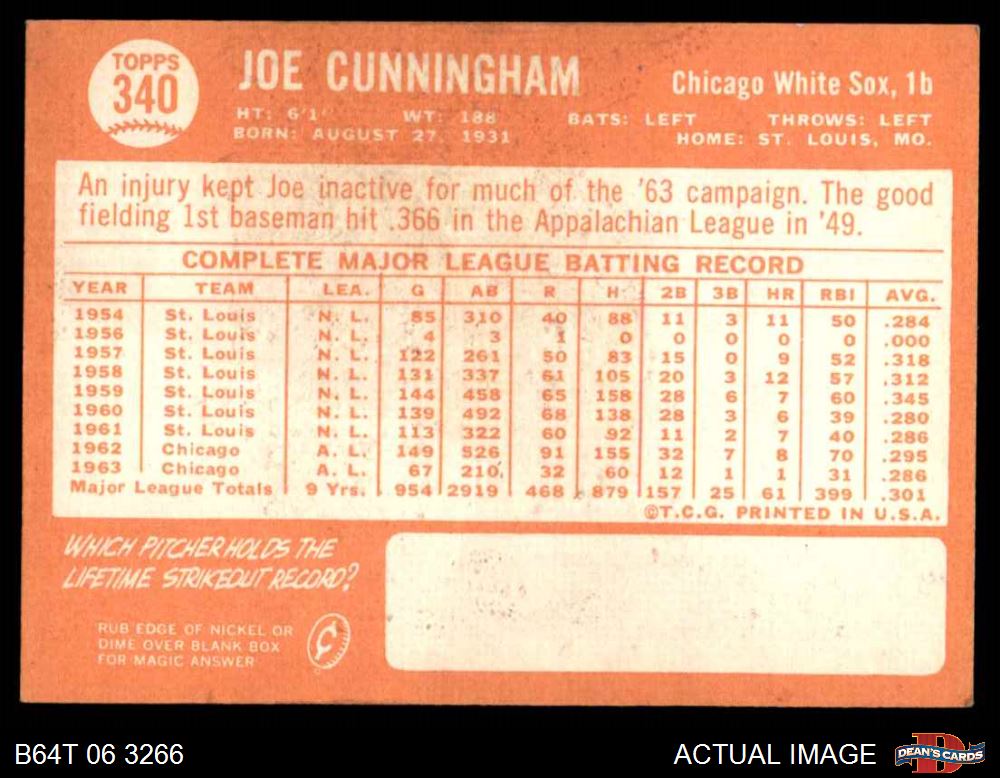 TOPPS
340
JOE CUNNINGHAM
Chicago White Sox, 1b
HT: 6'1" WT: 188 BATS: LEFT THROWS: LEFT
BORN: AUGUST 27, 1931 HOME: ST. LOUIS, MO.
An injury kept Joe inactive for much of the '63 campaign. The good
fielding 1st baseman hit .366 in the Appalachian League in '49.
COMPLETE MAJOR LEAGUE BATTING RECORD
YEAR TEAM LEA. G AB R H 2B 3B HR RBI AVG.
1954 St. Louis N. L. 85 310 40 88 11 3 11 50 .284
1956 St. Louis N. L. 4 3 1 0 0 0 0 0 .000
1957 St. Louis N. L. 122 261 50 83 15 0 9 52 .318
1958 St. Louis N. L. 131 337 61 105 20 3 12 57 .312
1959 St. Louis N. L. 144 458 65 158 28 6 7 60 .345
1960 St. Louis N. L. 139 492 68 138 28 3 6 39 .280
1961 St. Louis N. L. 113 322 60 92 11 2 7 40 .286
1962 Chicago A. L. 149 526 91 155 32 7 8 70 .295
1963 Chicago A. L. 67 210 32 60 12 1 1 31 .286
Major League Totals 9 Yrs. 954 2919 468 879 157 25 61 399 .301
©T.C.G. PRINTED IN U.S.A.
WHICH PITCHER HOLDS THE
LIFETIME STRIKEOUT RECORD?
RUB EDGE OF NICKEL OR
DIME OVER BLANK BOX
FOR MAGIC ANSWER
B64T 06 3266
ACTUAL IMAGE
D
DEAN'S CARDS